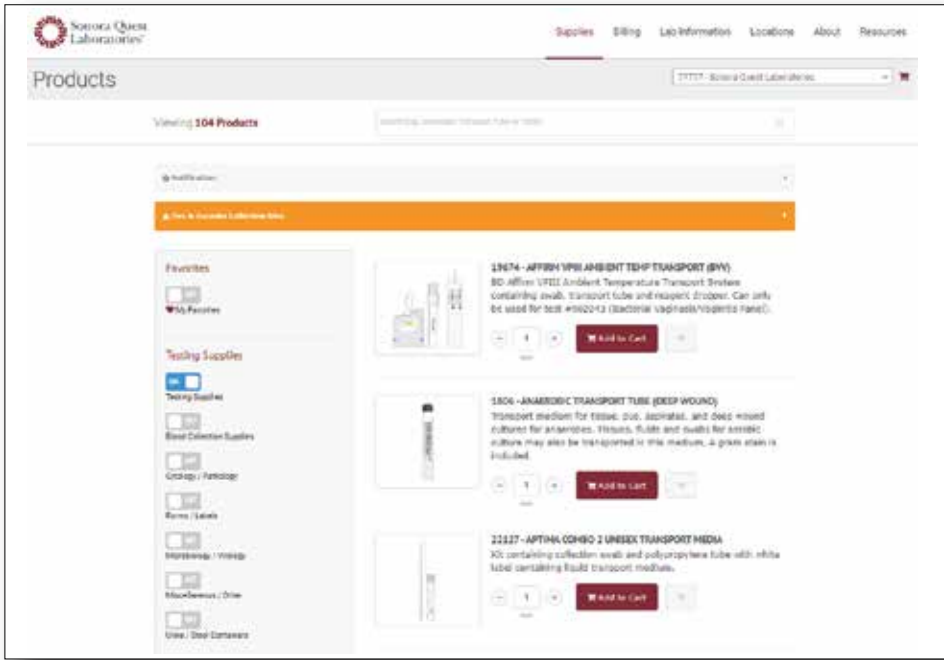 Sonora Quest
Laboratories
Supplies Billing Lab Information Locations About Resources
Products
Sonora Quest Laboratories
Viewing 104 Products
Notifications
Favorites
My Favorites
Testing Supplies
ON
Testing Supplies
Blood Collection Supplies
Cytology / Pathology
Forms / Labels
Microbiology / Virology
Miscellaneous / Other
Urine / Stool Containers
AFFIRM VPIII AMBIENT TEMP TRANSPORT (BVV)
BD Affirm VPIII Ambient Temperature Transport System
containing swab, transport tube and reagent dropper. Can only
be used for test (Bacterial Vaginosis/Vaginitis Panel).
1
Add to Cart
ANAEROBIC TRANSPORT TUBE (DEEP WOUND)
Transport medium for tissue, pus, aspirates, and deep wound
cultures for anaerobes. Tissues, fluids and swabs for aerobic
culture may also be transported in this medium. A gram stain is
included.
1
Add to Cart
22127 - APTIMA COMBO 2 UNISEX TRANSPORT MEDIA
Kit containing collection swab and polypropylene tube with white
label containing liquid transport medium.
1
Add to Cart